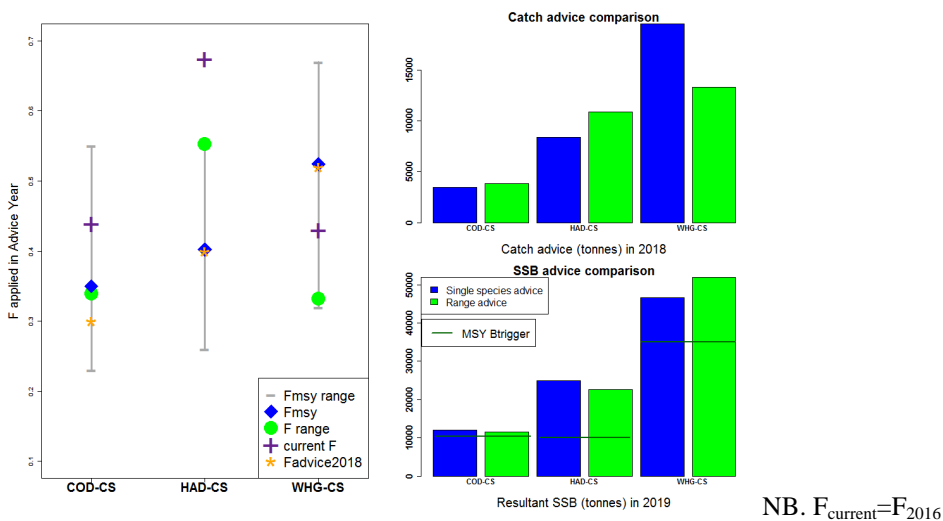 F applied in Advice Year
0.7
0.6
0.5
0.4
0.3
0.2
0.1
COD-CS HAD-CS WHG-CS
Fmsy range
Fmsy
F range
current F
Fadvice2018
Catch advice comparison
15000
10000
5000
0
COD-CS HAD-CS WHG-CS
Catch advice (tonnes) in 2018
SSB advice comparison
50000
40000
30000
20000
10000
0
Single species advice
Range advice
MSY Btrigger
COD-CS HAD-CS WHG-CS
Resultant SSB (tonnes) in 2019
NB. Fcurrent=F2016